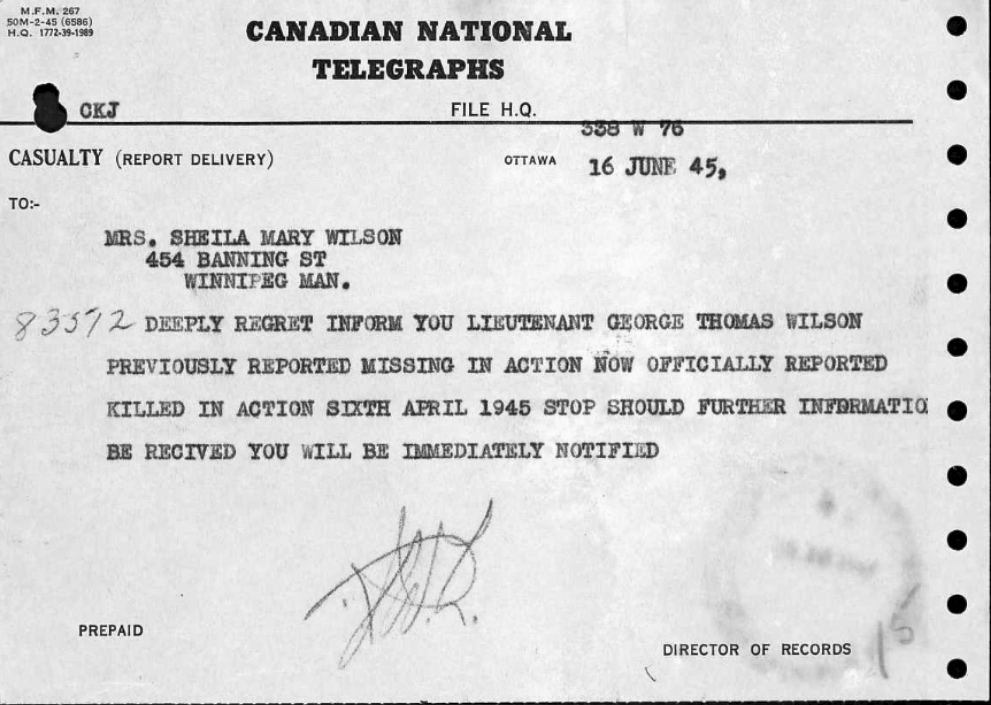 M.F.M. 267
50M-2-45 (6586)
H.Q. 1772-39-1989
CANADIAN NATIONAL
TELEGRAPHS
CKJ
FILE H.Q.
338 W 76
CASUALTY (REPORT DELIVERY)
OTTAWA 16 JUNE 45,
TO:-
MRS. SHEILA MARY WILSON
454 BANNING ST
WINNIPEG MAN.
83572 DEEPLY REGRET INFORM YOU LIEUTENANT GEORGE THOMAS WILSON
PREVIOUSLY REPORTED MISSING IN ACTION NOW OFFICIALLY REPORTED
KILLED IN ACTION SIXTH APRIL 1945 STOP SHOULD FURTHER INFORMATIO
BE RECIVED YOU WILL BE IMMEDIATELY NOTIFIED
PREPAID
DIRECTOR OF RECORDS
15